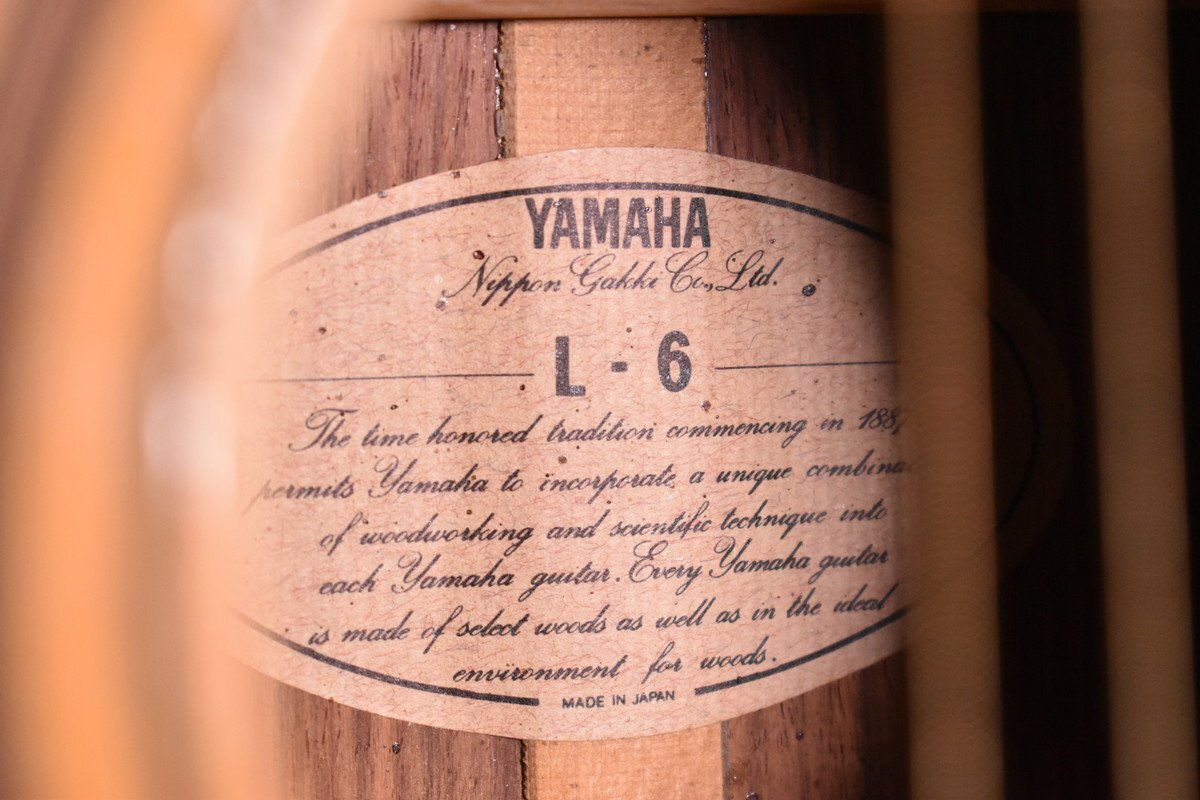 YAMAHA
Nippon Gakki Co., Ltd.
L - 6
The time honored tradition commencing in
permits Yamaha to incorporate a unique
of woodworking and scientific technique into
each Yamaha guitar. Every Yamaha guitar
is made of select woods as well as in the ideal
environment for woods.
MADE IN JAPAN